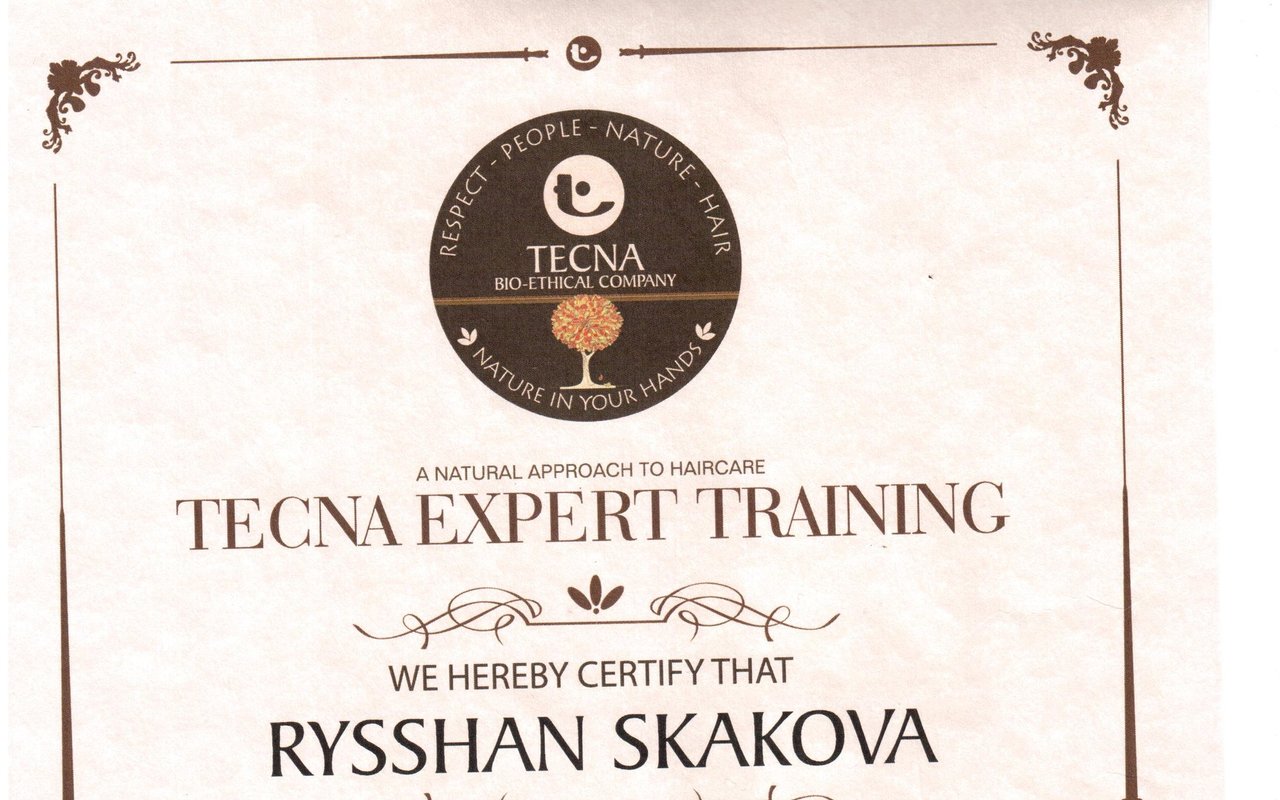 RESPECT - PEOPLE - NATURE - HAIR
TECNA
BIO-ETHICAL COMPANY
NATURE IN YOUR HANDS
A NATURAL APPROACH TO HAIRCARE
TECNA EXPERT TRAINING
WE HEREBY CERTIFY THAT
RYSSHAN SKAKOVA